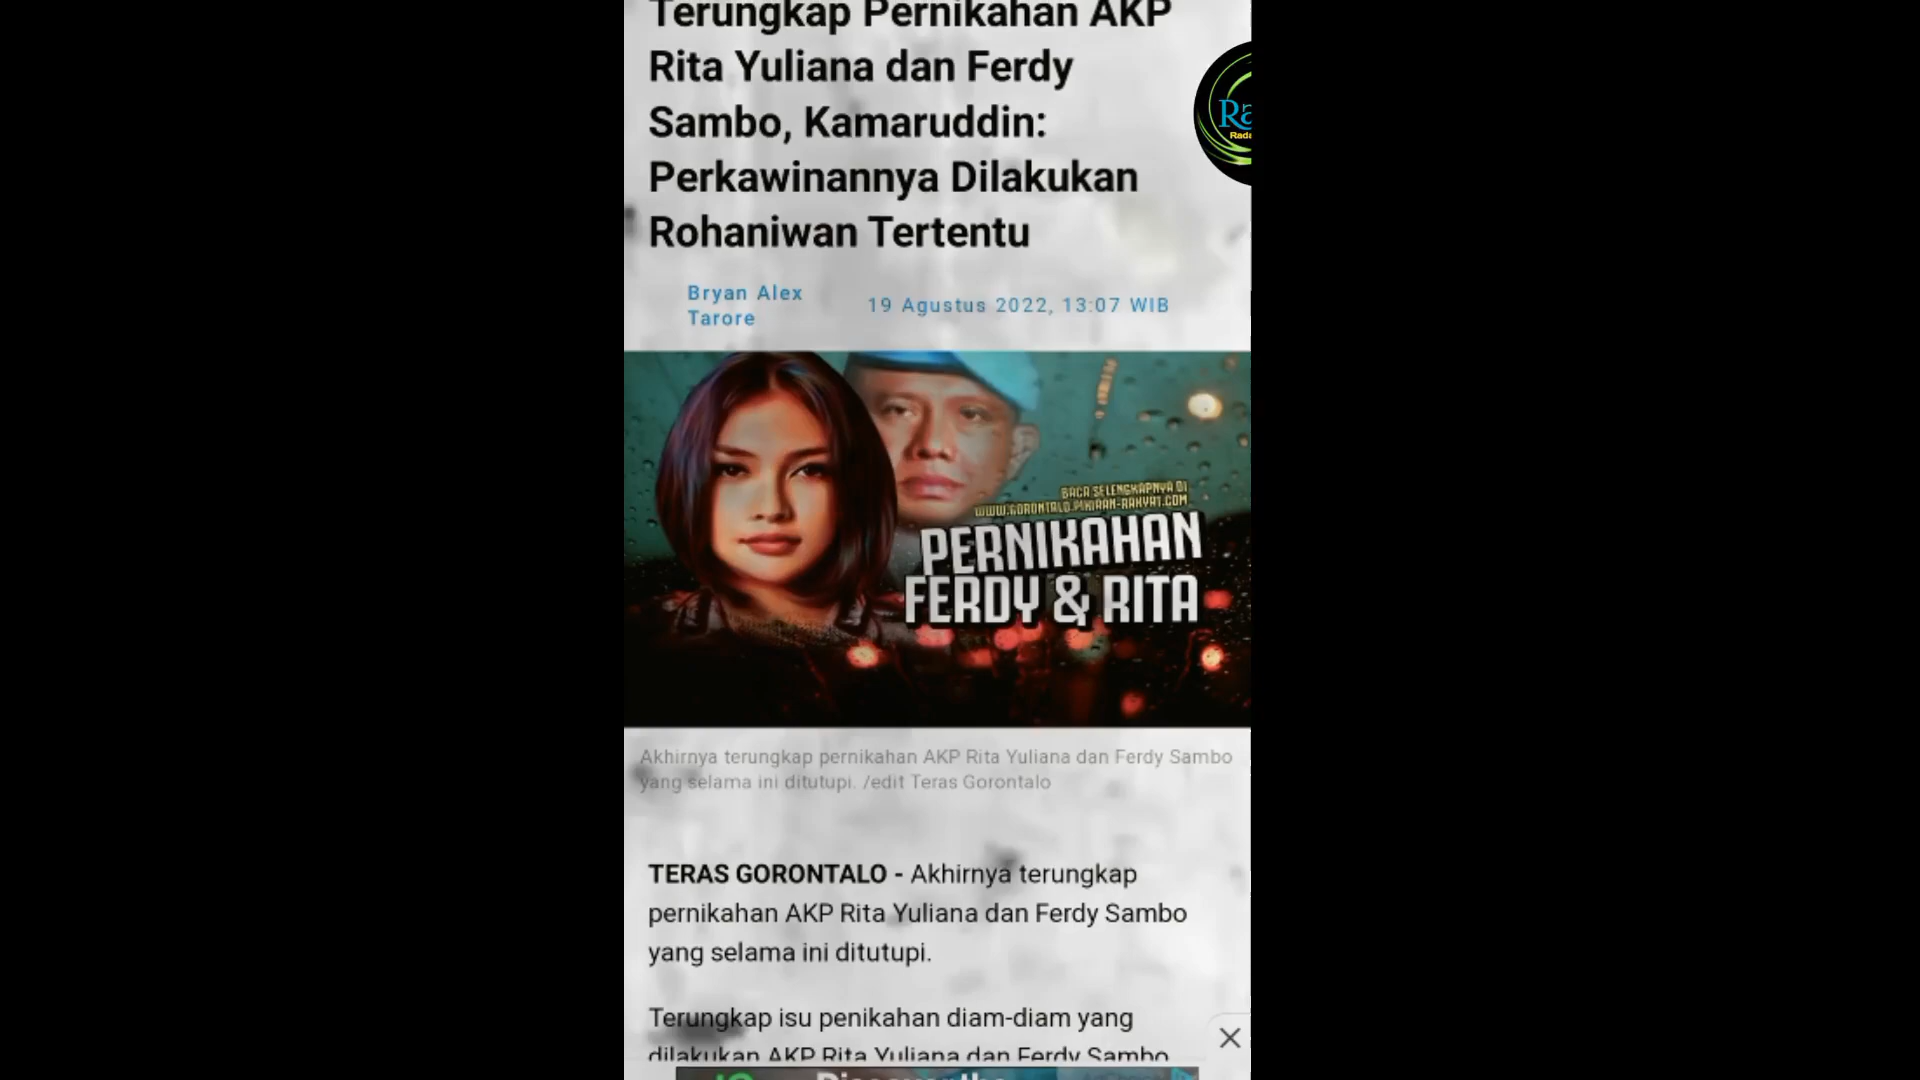 Terungkap Pernikahan AKP
Rita Yuliana dan Ferdy
Sambo, Kamaruddin:
Perkawinannya Dilakukan
Rohaniwan Tertentu
Bryan Alex
Tarore
19 Agustus 2022, 13:07 WIB
BACA SELENGKAPNYA DI
WWW.GORONTALO.PIKIRAN-RAKYAT.COM
PERNIKAHAN
FERDY & RITA
Akhirnya terungkap pernikahan AKP Rita Yuliana dan Ferdy Sambo
yang selama ini ditutupi. /edit Teras Gorontalo
TERAS GORONTALO - Akhirnya terungkap
pernikahan AKP Rita Yuliana dan Ferdy Sambo
yang selama ini ditutupi.
Terungkap isu penikahan diam-diam yang
dilakukan AKP Rita Yuliana dan Ferdy Sambo